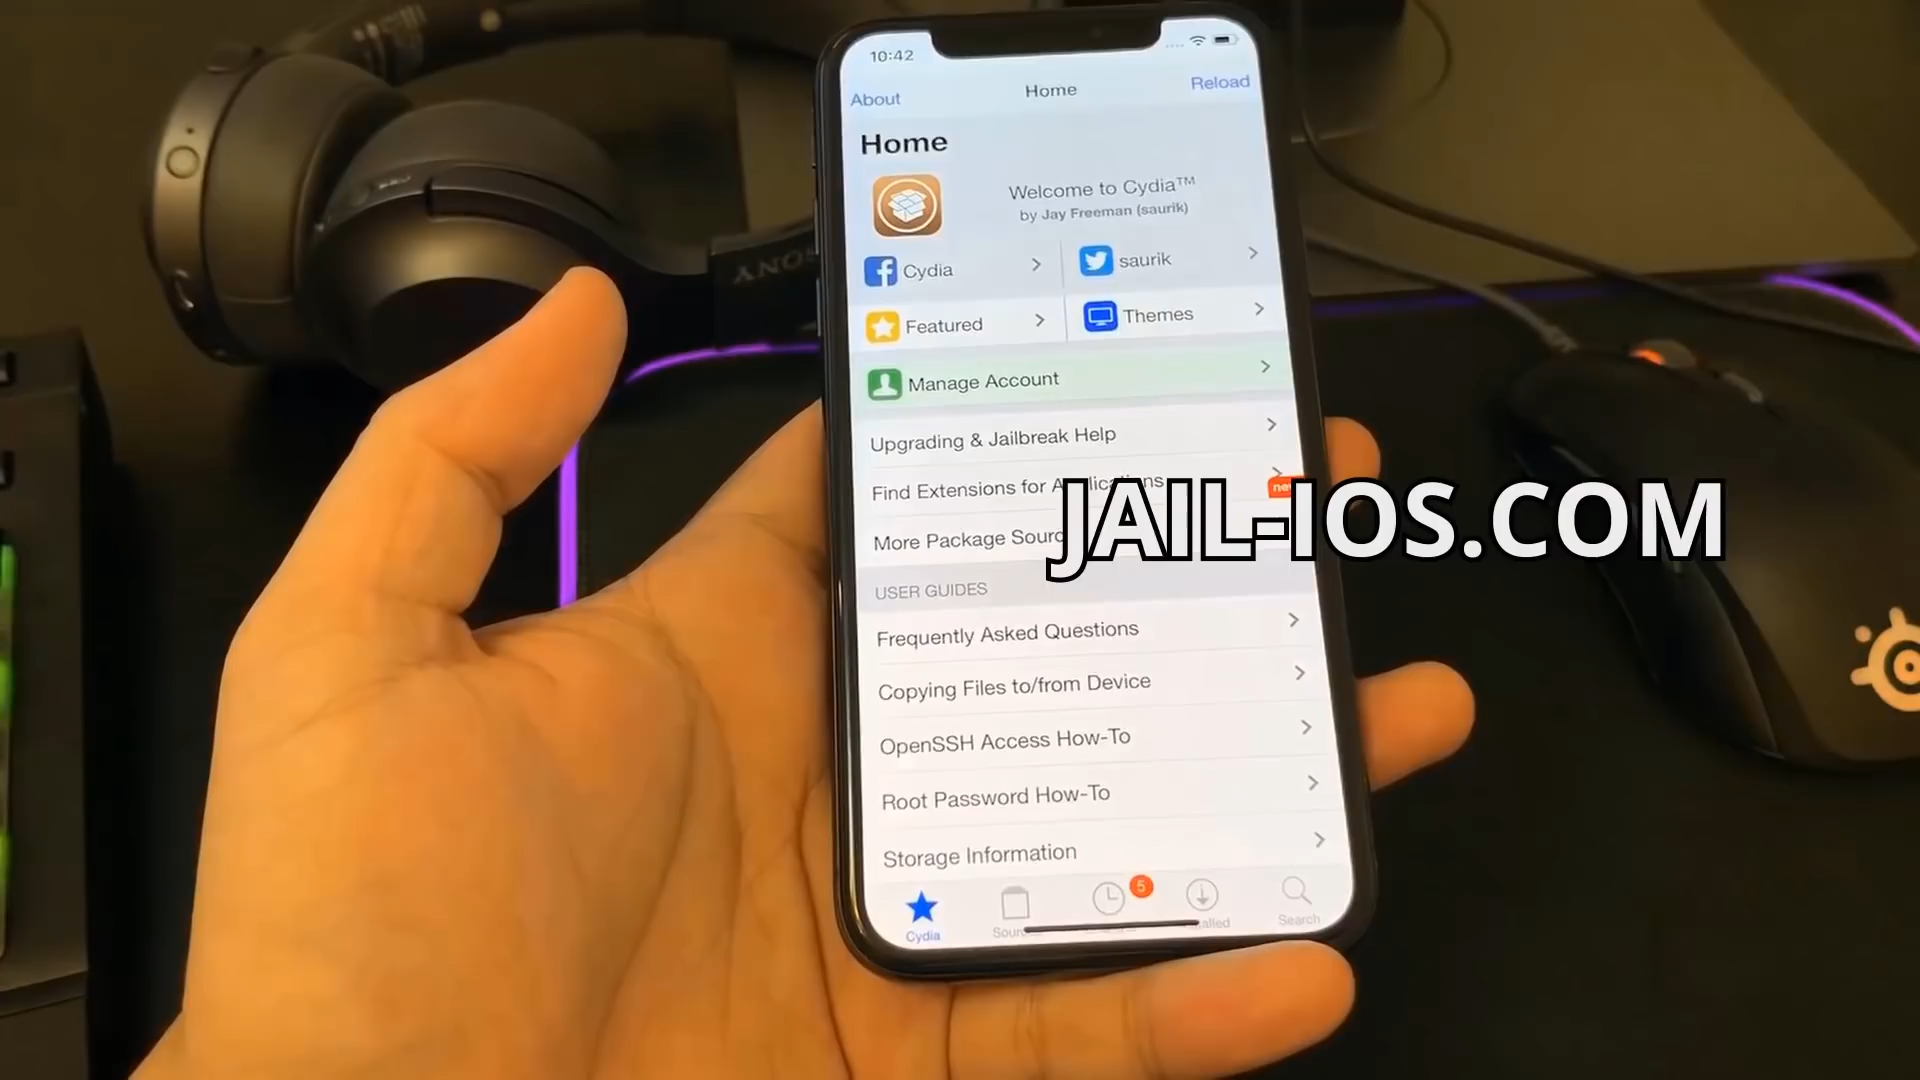 10:42
About
Home
Reload
Home
Welcome to Cydia™
by Jay Freeman (saurik)
Cydia
saurik
Featured
Themes
Manage Account
Upgrading & Jailbreak Help
Find Extensions for Applications
JAIL-IOS.COM
More Package
USER GUIDES
Frequently Asked Questions
Copying Files to/from Device
OpenSSH Access How-To
Root Password How-To
Storage Information
5
Cydia
Search
SONY